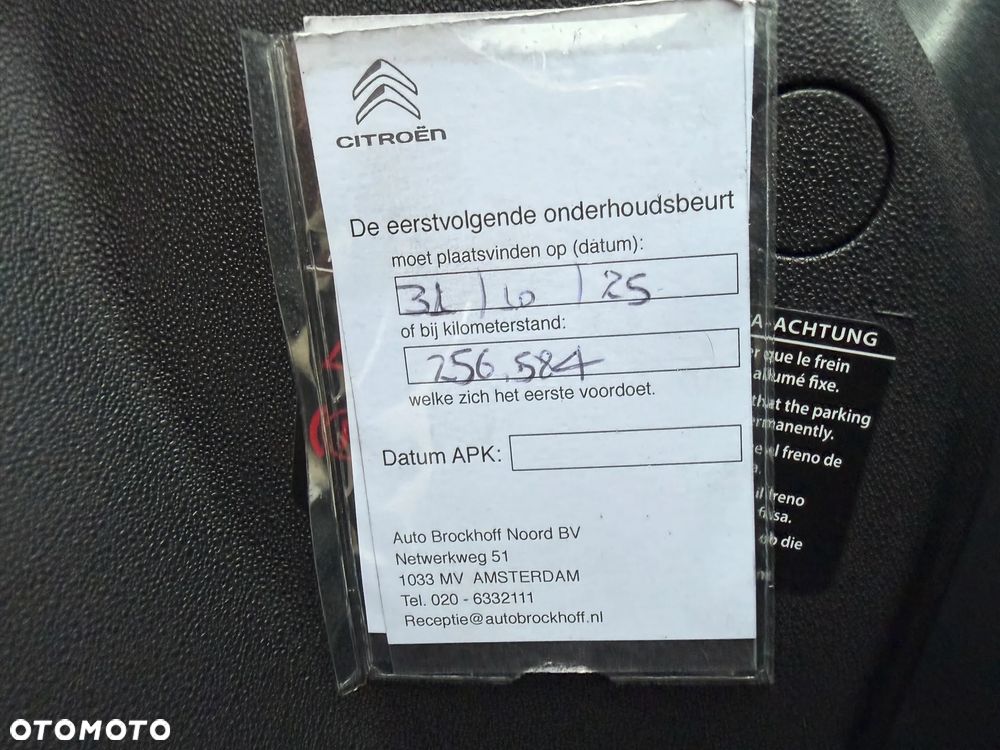 CITROËN
De eerstvolgende onderhoudsbeurt
moet plaatsvinden op (datum):
31 / 10 / 25
of bij kilometerstand:
256.584
welke zich het eerste voordoet.
Datum APK:
Auto Brockhoff Noord BV
Netwerkweg 51
1033 MV AMSTERDAM
Tel. 020 - 6332111
Receptie@autobrockhoff.nl
A-ACHTUNG
que le frein
allumé fixe.
that the parking
freno de
il freno
die
OTOMOTO